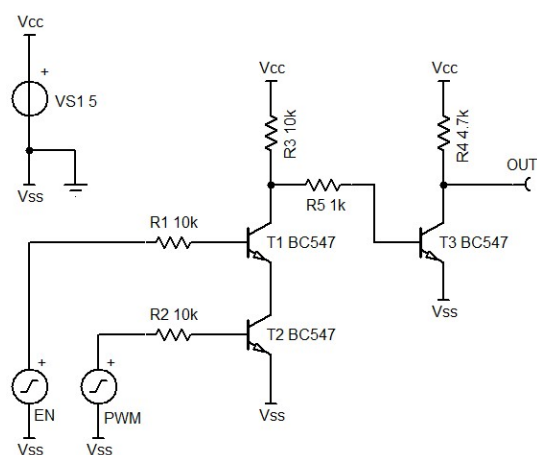 Vcc
Vcc
Vcc
+
VS1 5
R3 10k
R4 4.7k
OUT
Vss
R5 1k
R1 10k
T1 BC547
T3 BC547
Vss
R2 10k
T2 BC547
+
+
EN
PWM
Vss
Vss
Vss